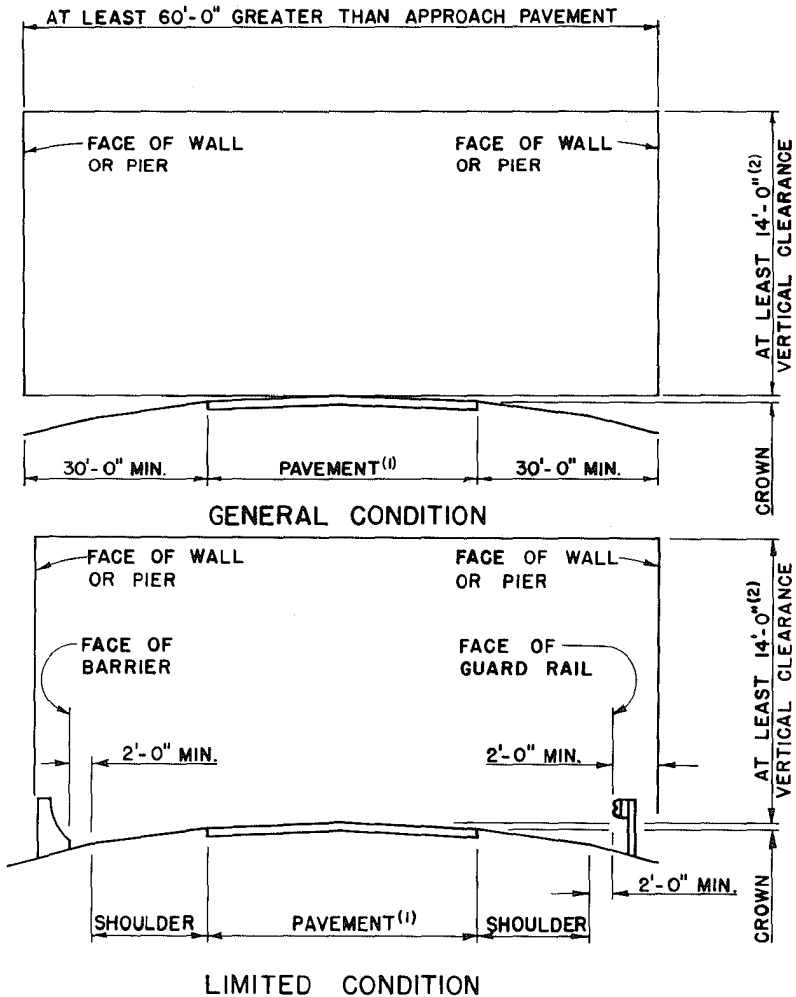 AT LEAST 60'-0" GREATER THAN APPROACH PAVEMENT
FACE OF WALL
OR PIER
FACE OF WALL
OR PIER
AT LEAST 14'-0"(2)
VERTICAL CLEARANCE
30'-0" MIN.
PAVEMENT(1)
30'-0" MIN.
CROWN
GENERAL CONDITION
FACE OF WALL
OR PIER
FACE OF WALL
OR PIER
FACE OF
BARRIER
FACE OF
GUARD RAIL
AT LEAST 14'-0"(2)
VERTICAL CLEARANCE
2'-0" MIN.
2'-0" MIN.
2'-0" MIN.
CROWN
SHOULDER
PAVEMENT(1)
SHOULDER
LIMITED CONDITION